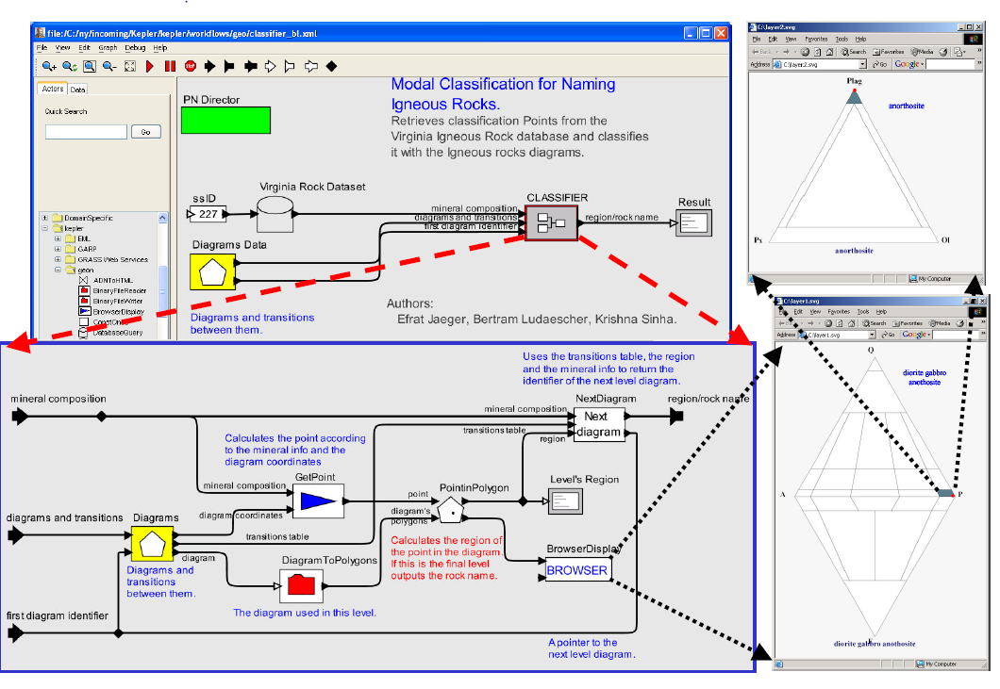 file:/C:/ny/incoming/Kepler/kepler/workflows/geo/classifier_bl.xml
File View Edit Graph Debug Help
STOP
Actors Data
Quick Search
Go
DomainSpecific
kepler
EML
GARP
GRASS Web Services
geon
ADNToHTML
BinaryFileReader
BinaryFileWriter
BrowserDisplay
DatabaseQuery
PN Director
Modal Classification for Naming
Igneous Rocks.
Retrieves classification Points from the
Virginia Igneous Rock database and classifies
it with the Igneous rocks diagrams.
ssID
227
Virginia Rock Dataset
Diagrams Data
Diagrams and transitions
between them.
mineral composition
diagrams and transitions
first diagram identifier
CLASSIFIER
region/rock name
Result
Authors:
Efrat Jaeger, Bertram Ludaescher, Krishna Sinha.
Uses the transitions table, the region
and the mineral info to return the
identifier of the next level diagram.
mineral composition
mineral composition
transitions table
region
NextDiagram
Next
diagram
region/rock name
Calculates the point according
to the mineral info and the
diagram coordinates
mineral composition
diagram coordinates
GetPoint
point
diagram's
polygons
PointinPolygon
Level's Region
diagrams and transitions
Diagrams
transitions table
diagram
Diagrams and
transitions
between them.
DiagramToPolygons
The diagram used in this level.
Calculates the region of
the point in the diagram.
If this is the final level
outputs the rock name.
BrowserDisplay
BROWSER
first diagram identifier
A pointer to the
next level diagram.
C:\layer2.svg
File Edit View Favorites Tools Help
Back Search Favorites Media
Address C:\layer2.svg Go Google
Plag
anorthosite
Px Ol
anorthosite
My Computer
C:\layer1.svg
Edit View Favorites Tools Help
Search Favorites Media
Address C:\layer1.svg Go Google
Q
diorite gabbro
anothosite
A P
F
diorite gabbro anothosite
My Computer